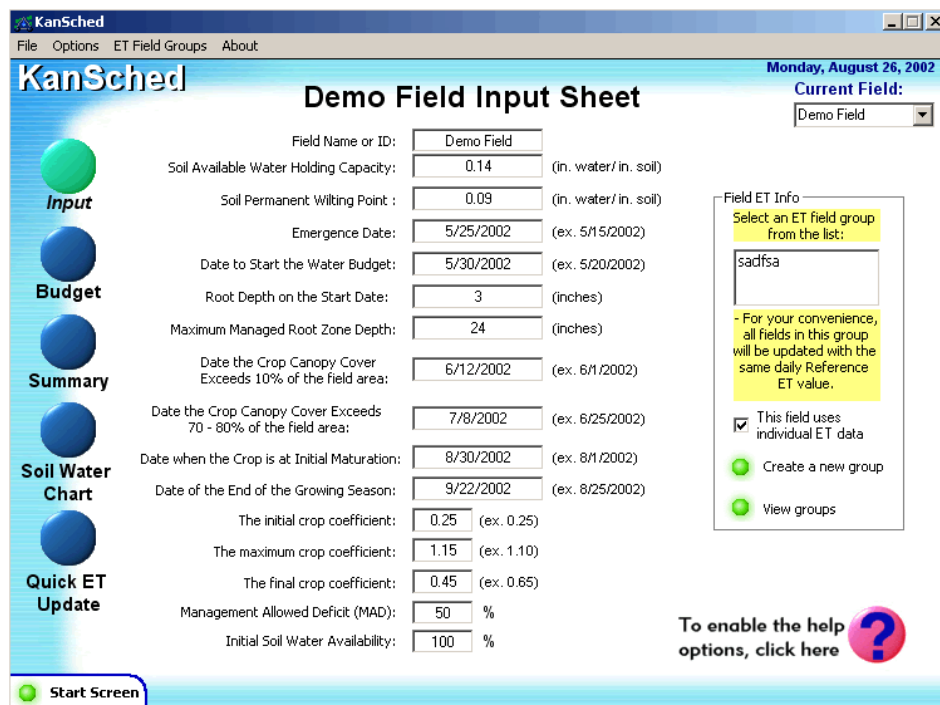 KanSched
File Options ET Field Groups About
KanSched
Monday, August 26, 2002
Current Field:
Demo Field
Demo Field Input Sheet
Input
Budget
Summary
Soil Water
Chart
Quick ET
Update
Field Name or ID: Demo Field
Soil Available Water Holding Capacity: 0.14 (in. water/ in. soil)
Soil Permanent Wilting Point : 0.09 (in. water/ in. soil)
Emergence Date: 5/25/2002 (ex. 5/15/2002)
Date to Start the Water Budget: 5/30/2002 (ex. 5/20/2002)
Root Depth on the Start Date: 3 (inches)
Maximum Managed Root Zone Depth: 24 (inches)
Date the Crop Canopy Cover
Exceeds 10% of the field area: 6/12/2002 (ex. 6/1/2002)
Date the Crop Canopy Cover Exceeds
70 - 80% of the field area: 7/8/2002 (ex. 6/25/2002)
Date when the Crop is at Initial Maturation: 8/30/2002 (ex. 8/1/2002)
Date of the End of the Growing Season: 9/22/2002 (ex. 8/25/2002)
The initial crop coefficient: 0.25 (ex. 0.25)
The maximum crop coefficient: 1.15 (ex. 1.10)
The final crop coefficient: 0.45 (ex. 0.65)
Management Allowed Deficit (MAD): 50 %
Initial Soil Water Availability: 100 %
Field ET Info
Select an ET field group
from the list:
sadfsa
- For your convenience,
all fields in this group
will be updated with the
same daily Reference
ET value.
This field uses
individual ET data
Create a new group
View groups
To enable the help
options, click here
?
Start Screen